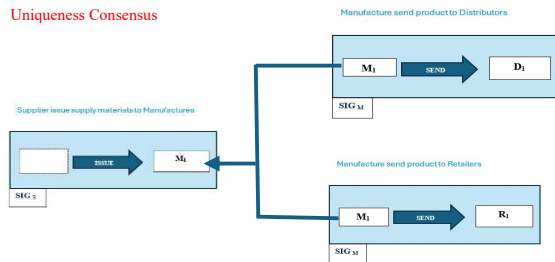 Uniqueness Consensus
Manufacture send product to Distributors
M1
SEND
D1
SIG M
Supplier issue supply materials to Manufactures
ISSUE
M1
SIG S
Manufacture send product to Retailers
M1
SEND
R1
SIG M